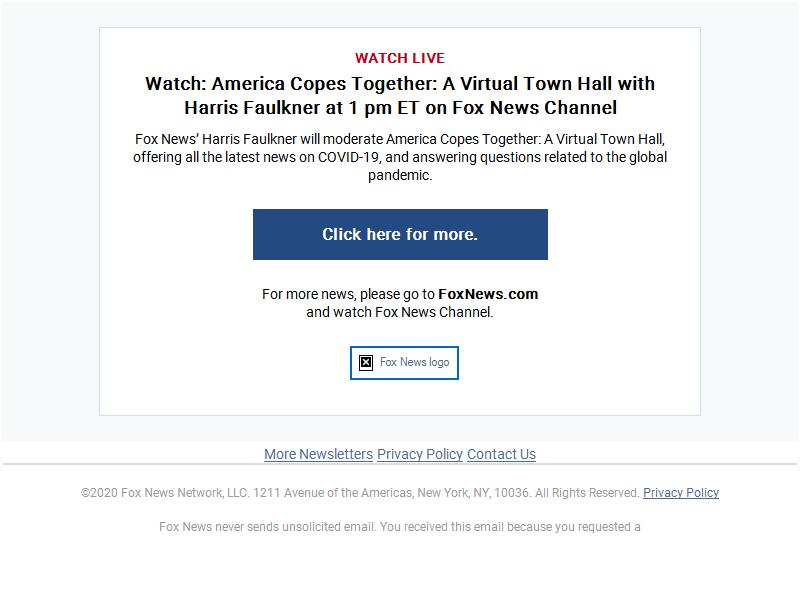 WATCH LIVE
Watch: America Copes Together: A Virtual Town Hall with
Harris Faulkner at 1 pm ET on Fox News Channel
Fox News’ Harris Faulkner will moderate America Copes Together: A Virtual Town Hall,
offering all the latest news on COVID-19, and answering questions related to the global
pandemic.
Click here for more.
For more news, please go to FoxNews.com
and watch Fox News Channel.
Fox News logo
More Newsletters Privacy Policy Contact Us
©2020 Fox News Network, LLC. 1211 Avenue of the Americas, New York, NY, 10036. All Rights Reserved. Privacy Policy
Fox News never sends unsolicited email. You received this email because you requested a